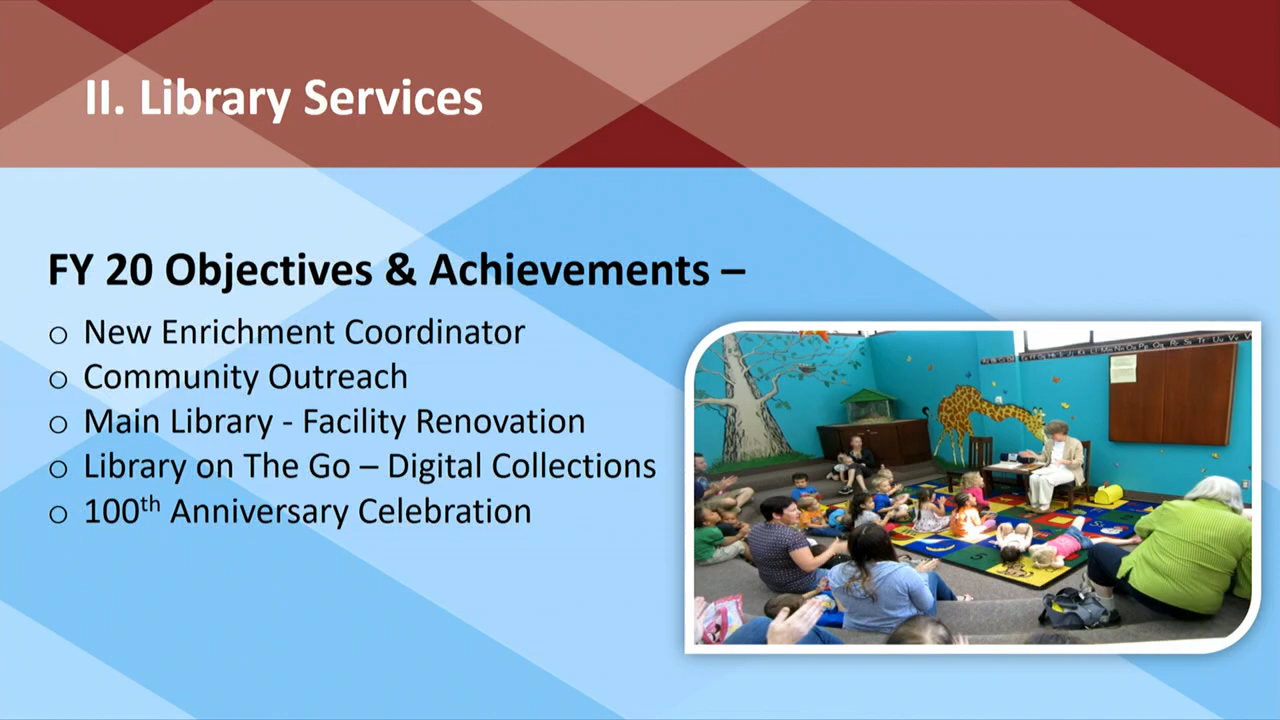 II. Library Services
FY 20 Objectives & Achievements –
o New Enrichment Coordinator
o Community Outreach
o Main Library - Facility Renovation
o Library on The Go – Digital Collections
o 100th Anniversary Celebration